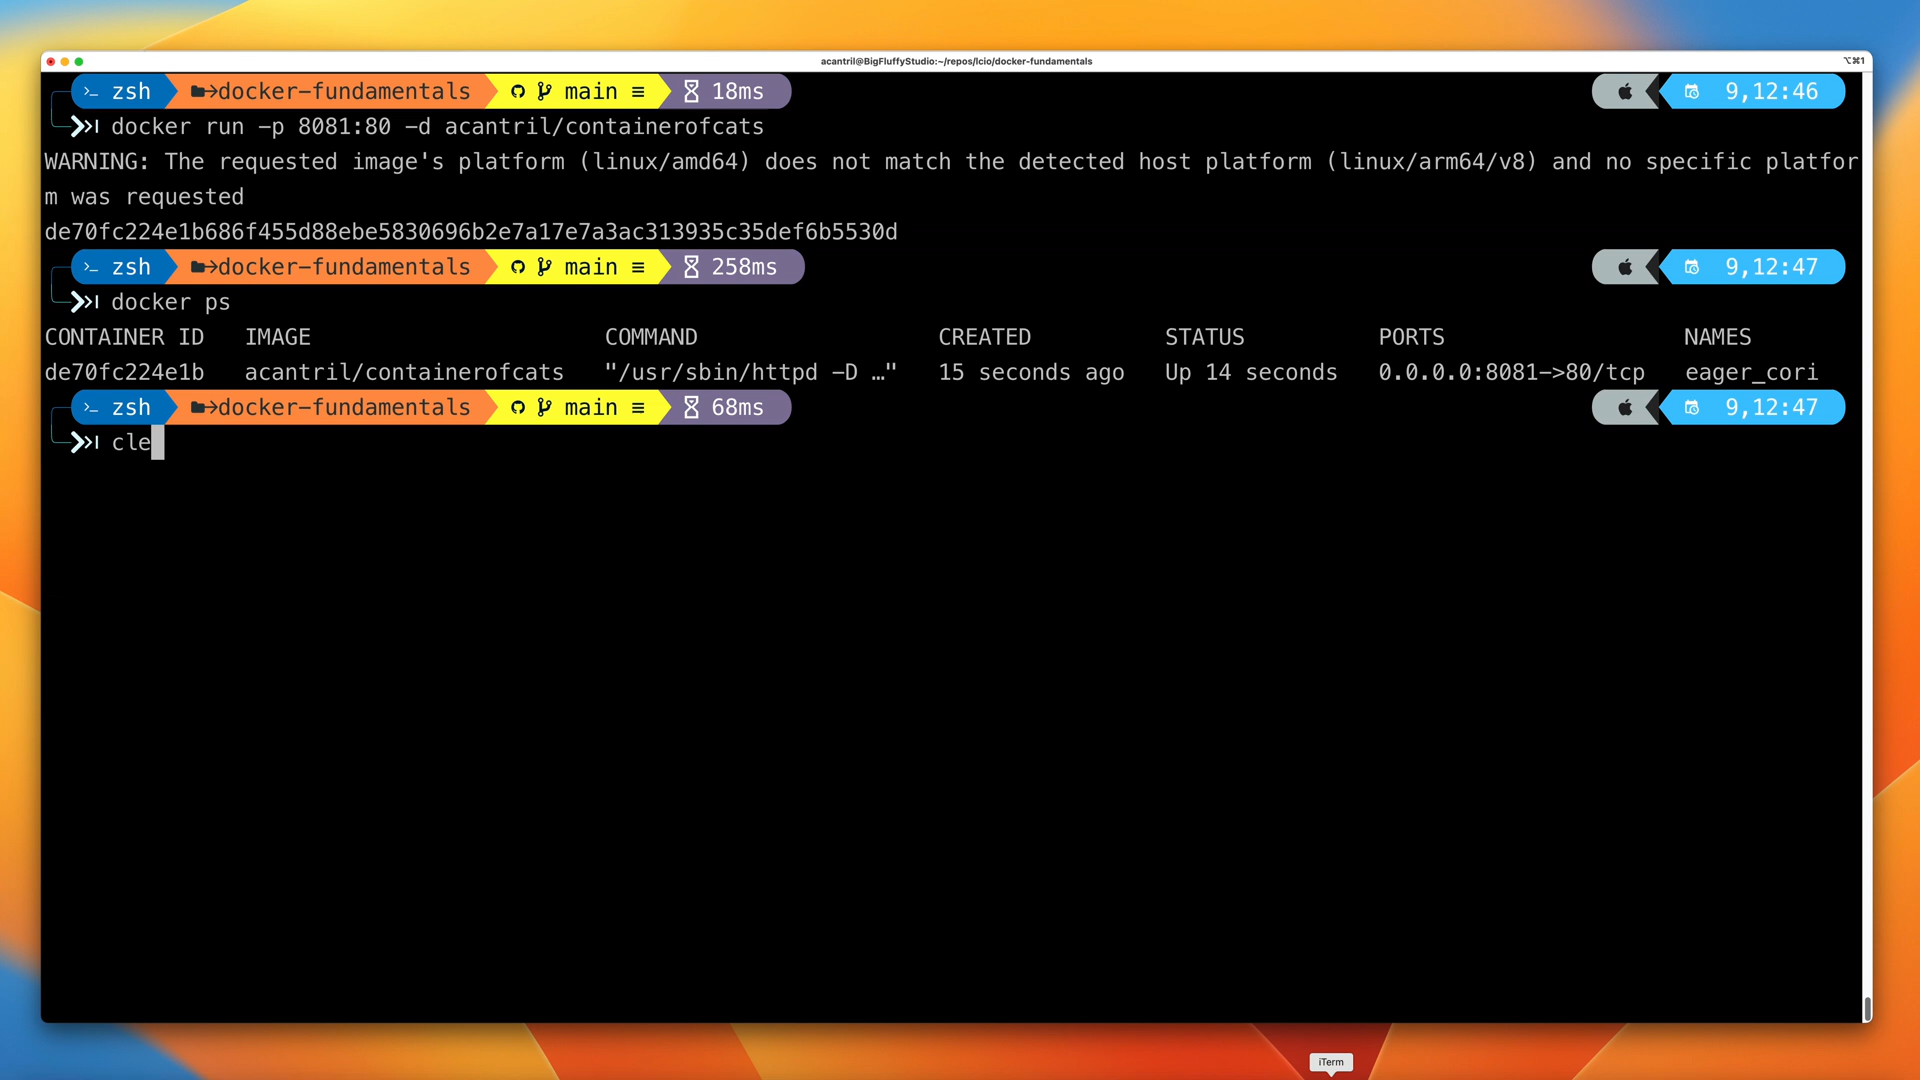 acantril@BigFluffyStudio:~/repos/lcio/docker-fundamentals ⌥⌘1
>_ zsh docker-fundamentals main ≡ 18ms 9,12:46
docker run -p 8081:80 -d acantril/containerofcats
WARNING: The requested image's platform (linux/amd64) does not match the detected host platform (linux/arm64/v8) and no specific platfor
m was requested
de70fc224e1b686f455d88ebe5830696b2e7a17e7a3ac313935c35def6b5530d
>_ zsh docker-fundamentals main ≡ 258ms 9,12:47
docker ps
CONTAINER ID IMAGE COMMAND CREATED STATUS PORTS NAMES
de70fc224e1b acantril/containerofcats "/usr/sbin/httpd -D …" 15 seconds ago Up 14 seconds 0.0.0.0:8081->80/tcp eager_cori
>_ zsh docker-fundamentals main ≡ 68ms 9,12:47
cle
iTerm